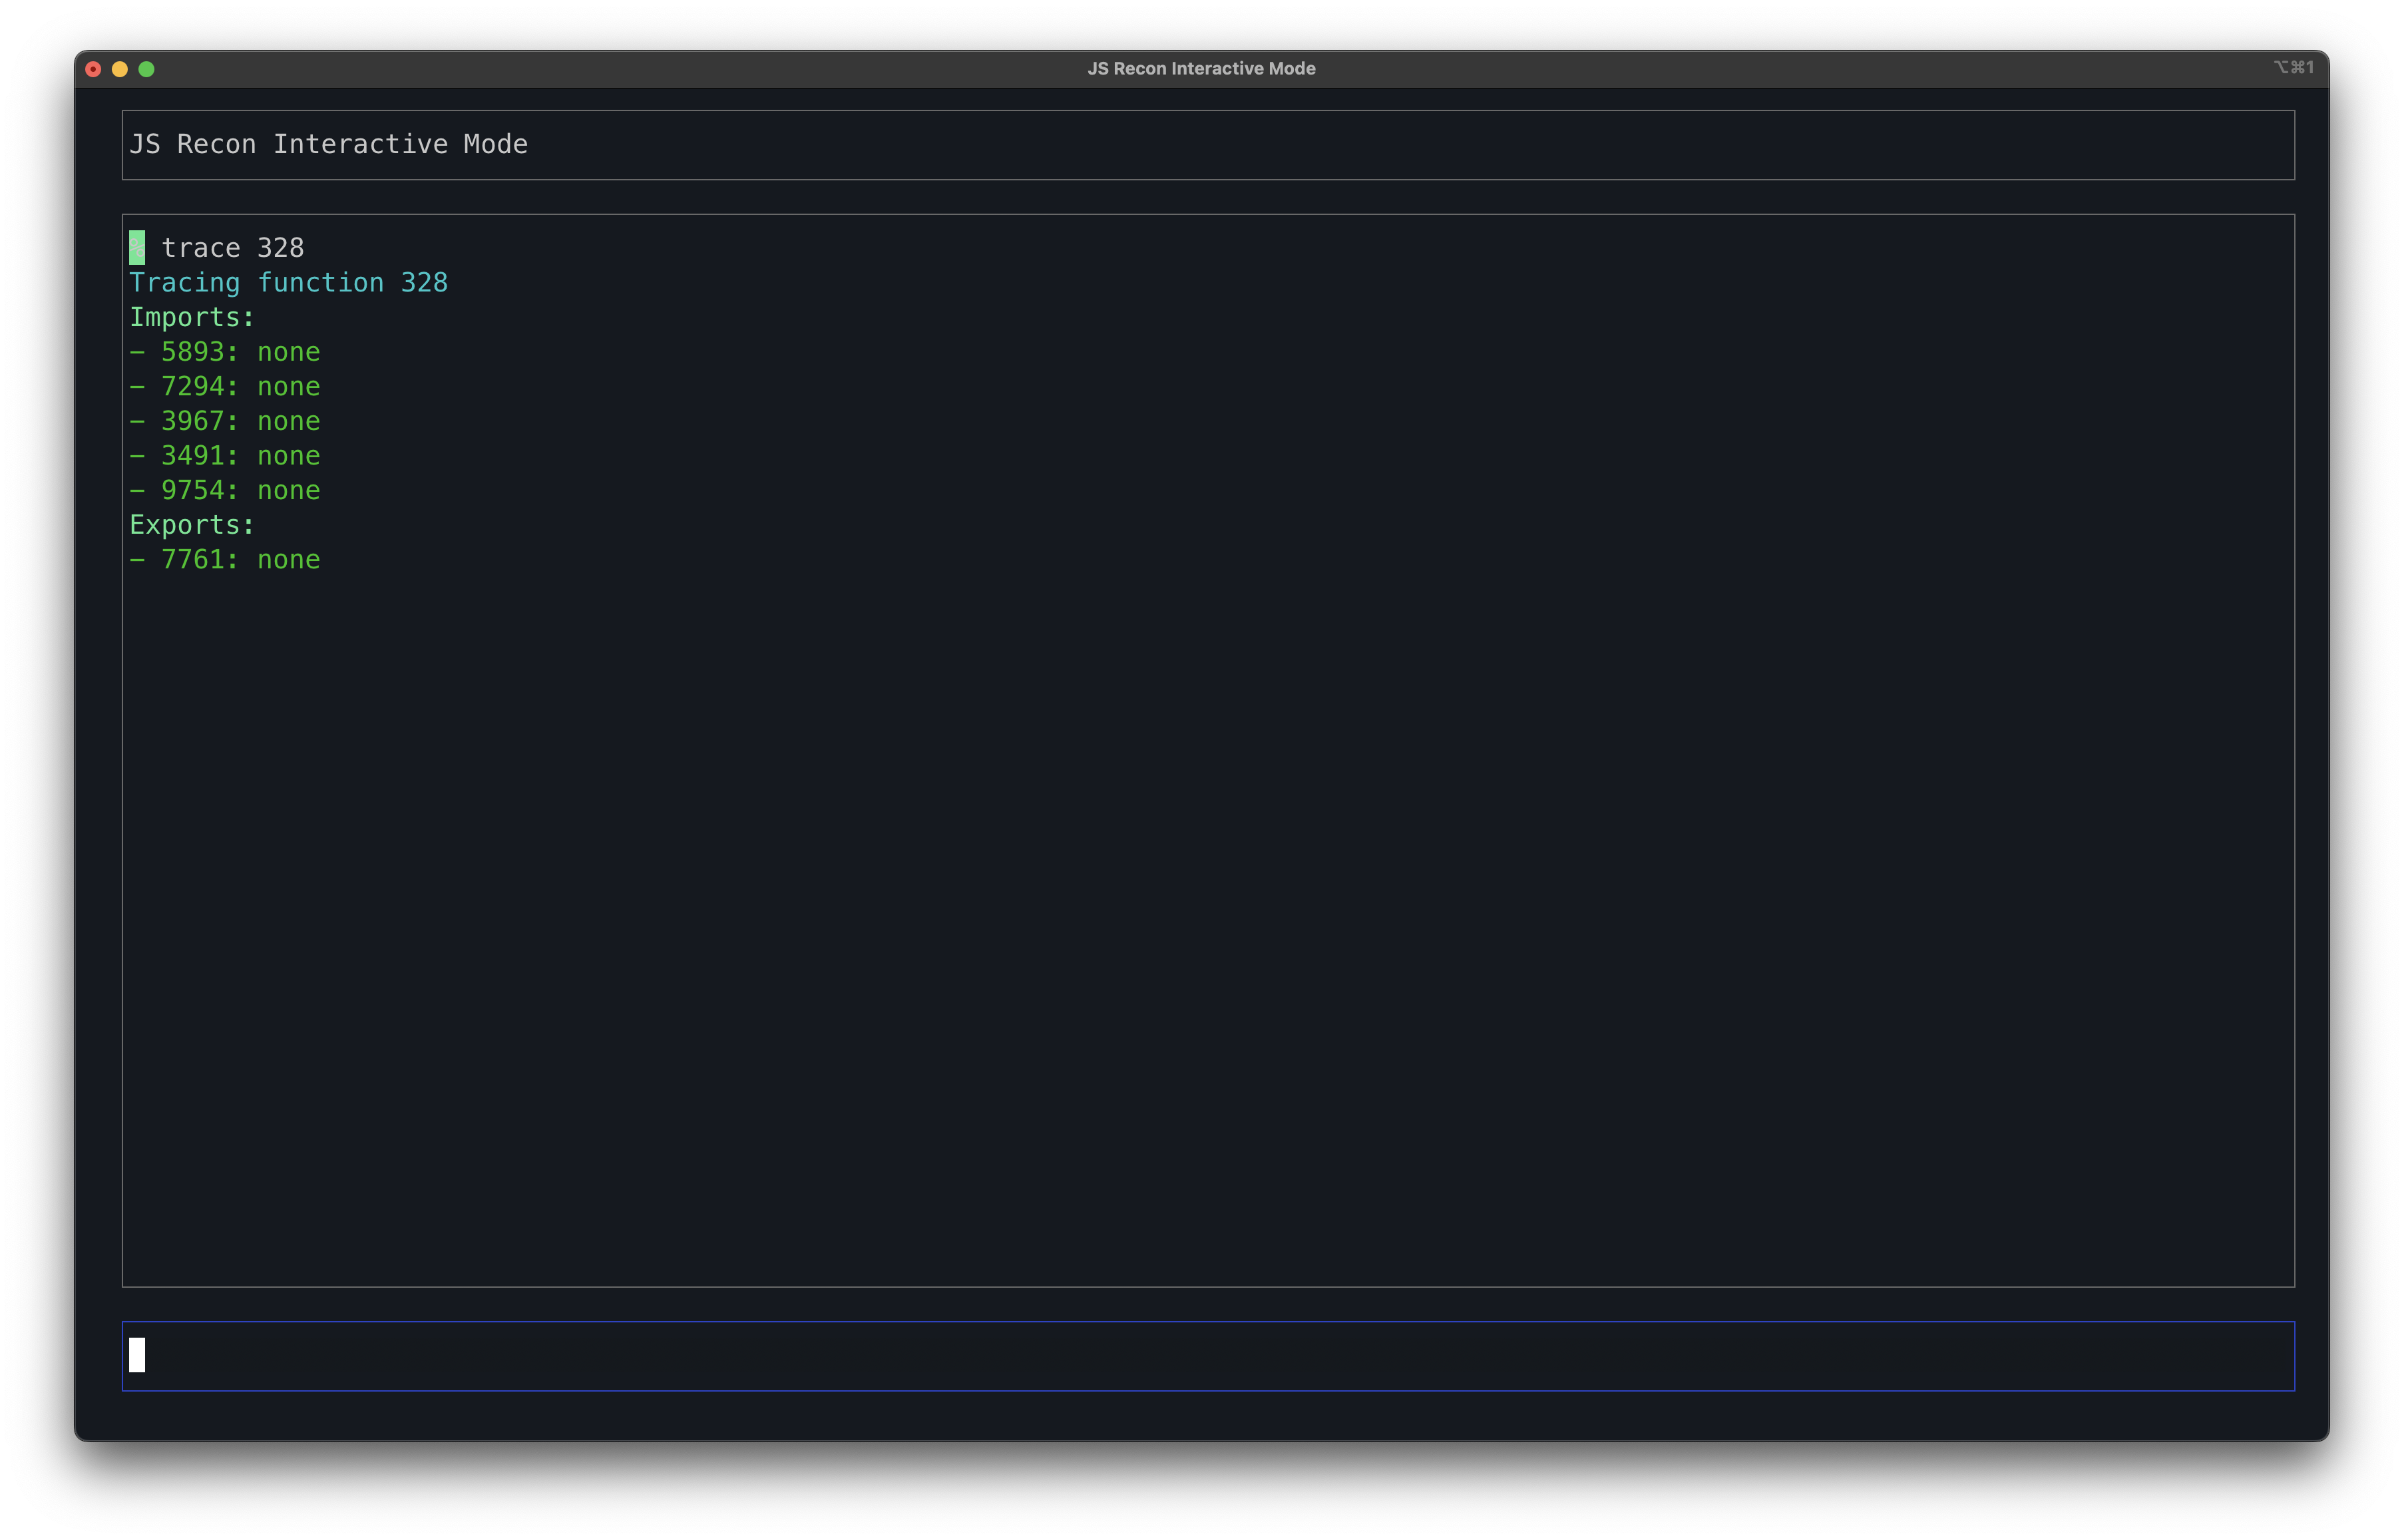 JS Recon Interactive Mode
⌥⌘1
JS Recon Interactive Mode
% trace 328
Tracing function 328
Imports:
- 5893: none
- 7294: none
- 3967: none
- 3491: none
- 9754: none
Exports:
- 7761: none